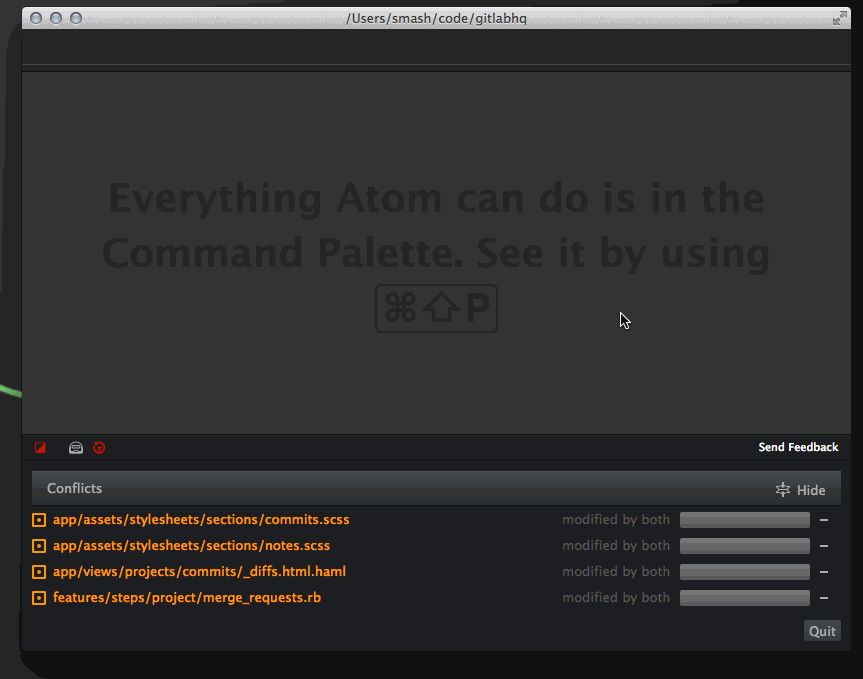 /Users/smash/code/gitlabhq
Everything Atom can do is in the
Command Palette. See it by using
⌘⇧P
Send Feedback
Conflicts
Hide
app/assets/stylesheets/sections/commits.scss modified by both
app/assets/stylesheets/sections/notes.scss modified by both
app/views/projects/commits/_diffs.html.haml modified by both
features/steps/project/merge_requests.rb modified by both
Quit